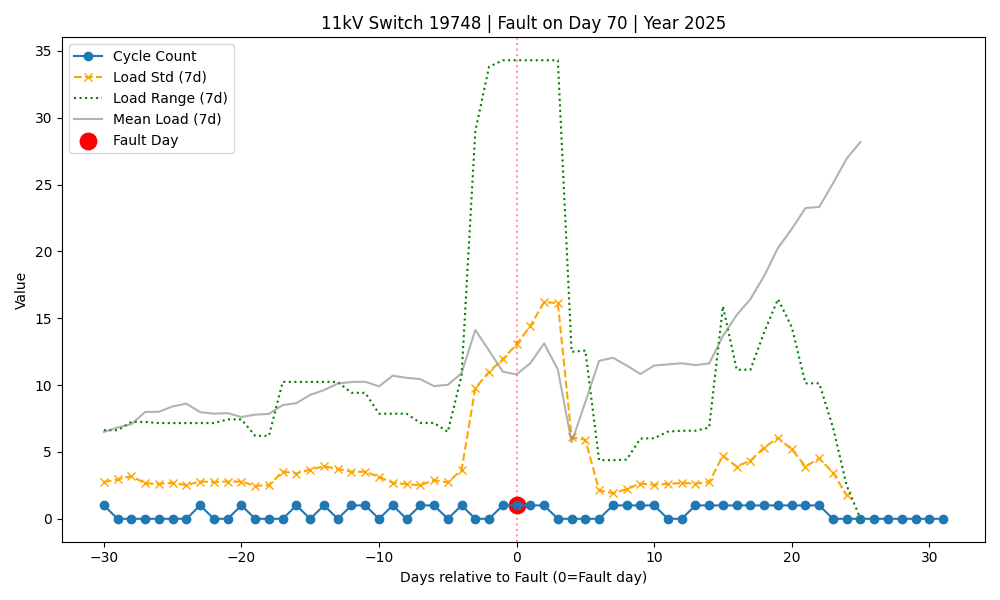 11kV Switch 19748 | Fault on Day 70 | Year 2025
Cycle Count
Load Std (7d)
Load Range (7d)
Mean Load (7d)
Fault Day
Value
35
30
25
20
15
10
5
0
−30
−20
−10
0
10
20
30
Days relative to Fault (0=Fault day)